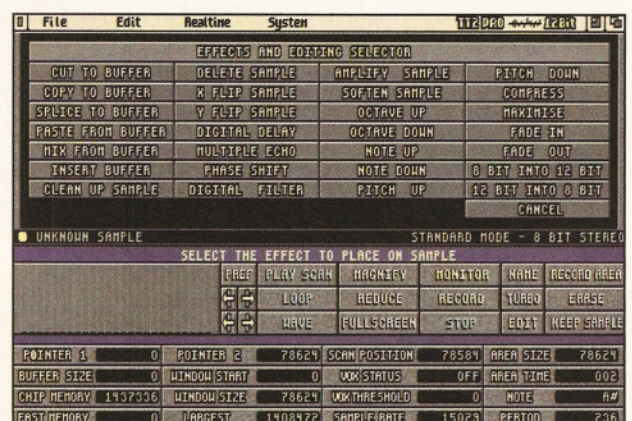 File Edit Realtime System TTZ PRO 12Bit
EFFECTS AND EDITING SELECTOR
CUT TO BUFFER DELETE SAMPLE AMPLIFY SAMPLE PITCH DOWN
COPY TO BUFFER X FLIP SAMPLE SOFTEN SAMPLE COMPRESS
SPLICE TO BUFFER Y FLIP SAMPLE OCTAVE UP MAXIMISE
PASTE FROM BUFFER DIGITAL DELAY OCTAVE DOWN FADE IN
MIX FROM BUFFER MULTIPLE ECHO NOTE UP FADE OUT
INSERT BUFFER PHASE SHIFT NOTE DOWN 8 BIT INTO 12 BIT
CLEAN UP SAMPLE DIGITAL FILTER PITCH UP 12 BIT INTO 8 BIT
CANCEL
UNKNOWN SAMPLE STANDARD MODE - 8 BIT STEREO
SELECT THE EFFECT TO PLACE ON SAMPLE
PREF PLAY SCAN MAGNIFY MONITOR NAME RECORD AREA
LOOP REDUCE RECORD TURBO ERASE
WAVE FULLSCREEN STOP EDIT KEEP SAMPLE
POINTER 1 0 POINTER 2 78624 SCAN POSITION 78584 AREA SIZE 78624
BUFFER SIZE 0 WINDOW START 0 VOX STATUS OFF AREA TIME 002
CHIP MEMORY 1437336 WINDOW SIZE 78624 VOX THRESHOLD 0 NOTE A#
FAST MEMORY 0 LARGEST 1408472 SAMPLE RATE 15029 PERIOD 236